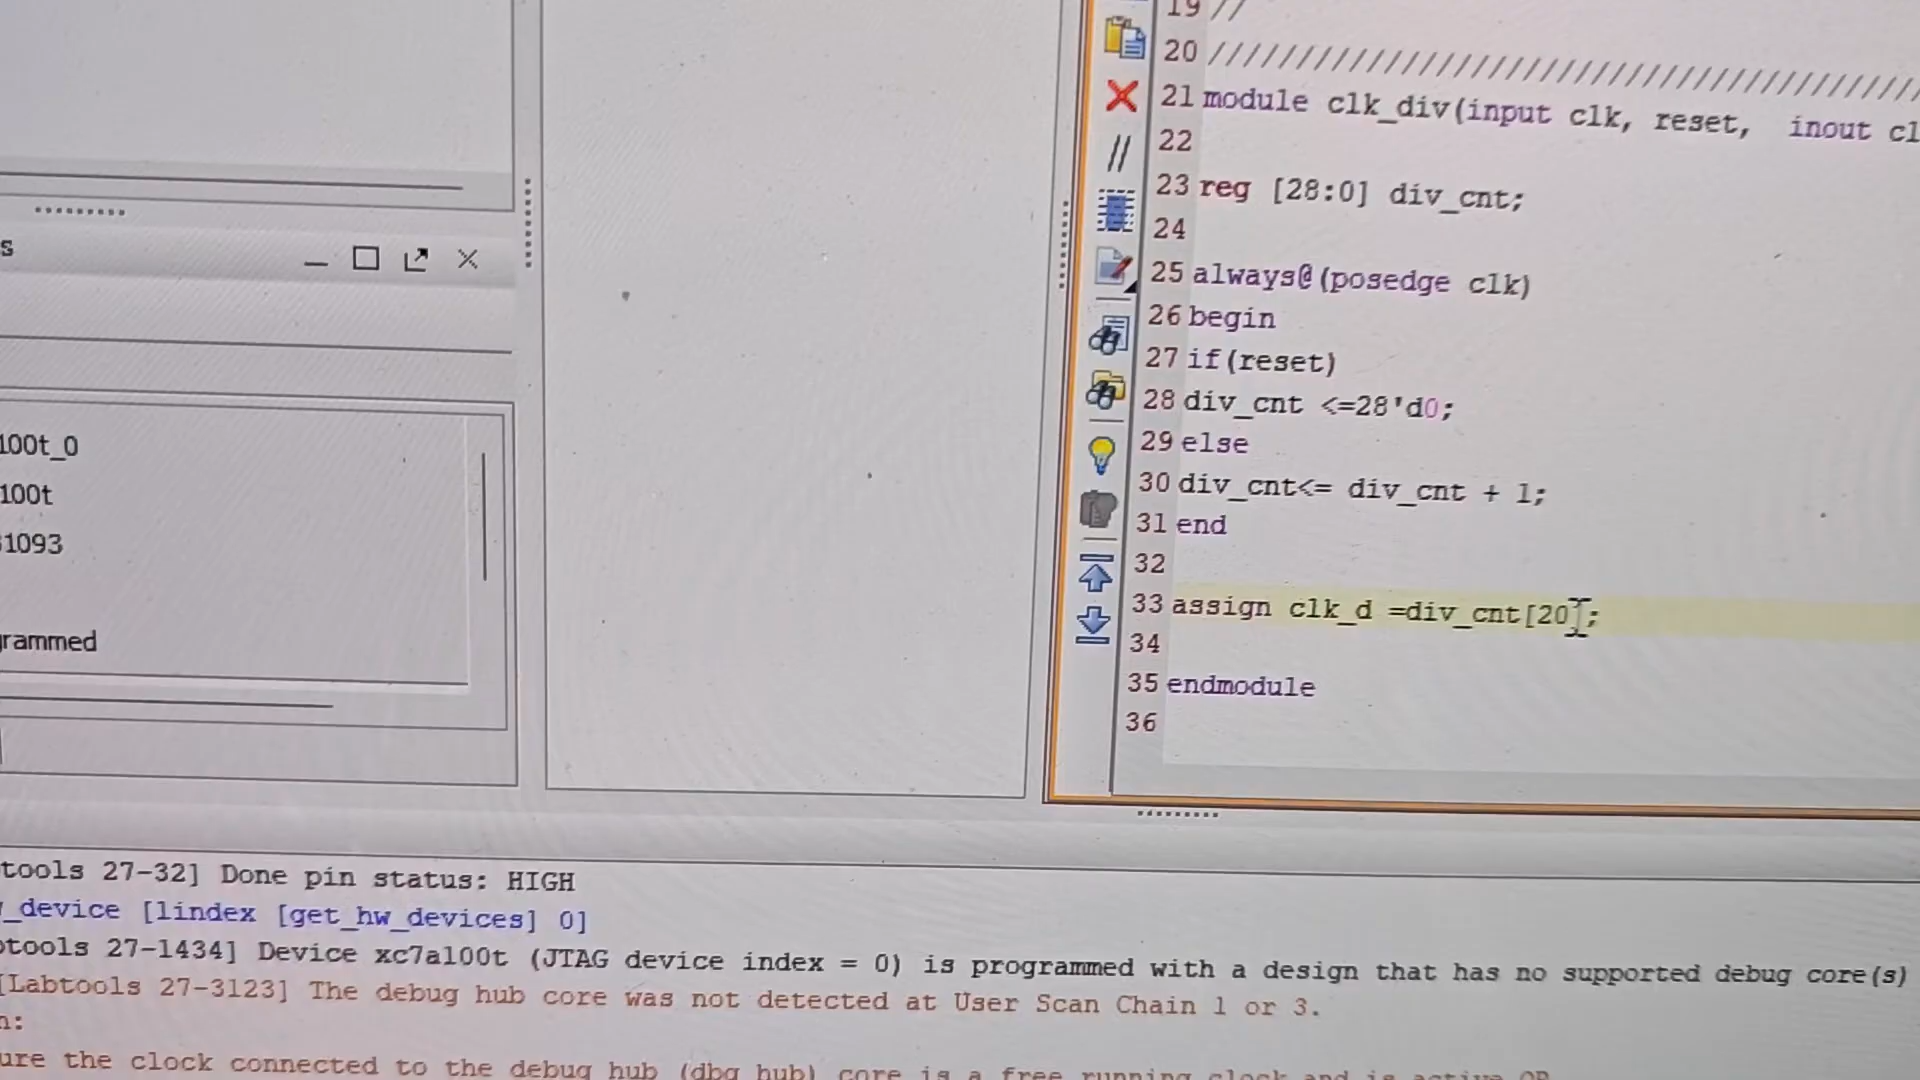 19 //
20 //////////////////////////////////////////
21 module clk_div(input clk, reset, inout cl
22
23 reg [28:0] div_cnt;
24
25 always@(posedge clk)
26 begin
27 if(reset)
28 div_cnt <=28'd0;
29 else
30 div_cnt<= div_cnt + 1;
31 end
32
33 assign clk_d =div_cnt[20];
34
35 endmodule
36
s
100t_0
100t
1093
grammed
tools 27-32] Done pin status: HIGH
_device [lindex [get_hw_devices] 0]
tools 27-1434] Device xc7a100t (JTAG device index = 0) is programmed with a design that has no supported debug core(s)
[Labtools 27-3123] The debug hub core was not detected at User Scan Chain 1 or 3.
n:
ure the clock connected to the debug hub (dbg_hub) core is a free running clock and is active OR